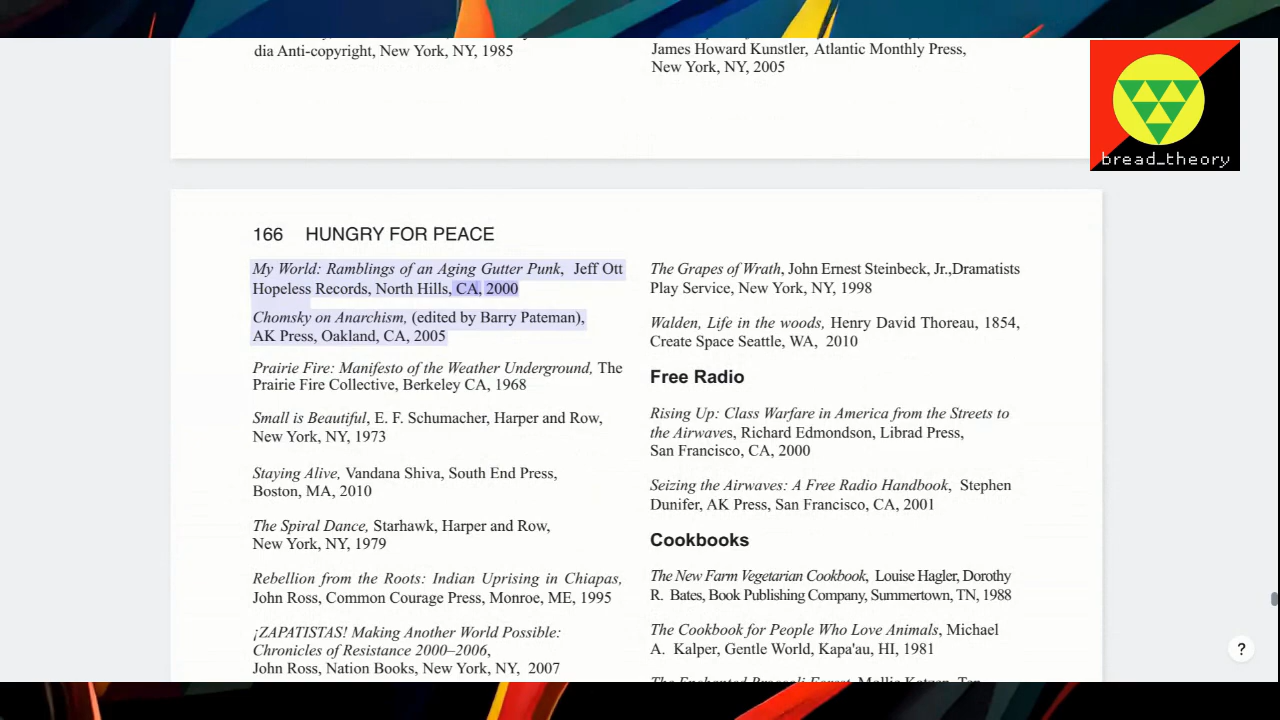 dia Anti-copyright, New York, NY, 1985
James Howard Kunstler, Atlantic Monthly Press,
New York, NY, 2005
bread_theory
166 HUNGRY FOR PEACE
My World: Ramblings of an Aging Gutter Punk, Jeff Ott
Hopeless Records, North Hills, CA, 2000
Chomsky on Anarchism, (edited by Barry Pateman),
AK Press, Oakland, CA, 2005
Prairie Fire: Manifesto of the Weather Underground, The
Prairie Fire Collective, Berkeley CA, 1968
Small is Beautiful, E. F. Schumacher, Harper and Row,
New York, NY, 1973
Staying Alive, Vandana Shiva, South End Press,
Boston, MA, 2010
The Spiral Dance, Starhawk, Harper and Row,
New York, NY, 1979
Rebellion from the Roots: Indian Uprising in Chiapas,
John Ross, Common Courage Press, Monroe, ME, 1995
¡ZAPATISTAS! Making Another World Possible:
Chronicles of Resistance 2000–2006,
John Ross, Nation Books, New York, NY, 2007
The Grapes of Wrath, John Ernest Steinbeck, Jr.,Dramatists
Play Service, New York, NY, 1998
Walden, Life in the woods, Henry David Thoreau, 1854,
Create Space Seattle, WA, 2010
Free Radio
Rising Up: Class Warfare in America from the Streets to
the Airwaves, Richard Edmondson, Librad Press,
San Francisco, CA, 2000
Seizing the Airwaves: A Free Radio Handbook, Stephen
Dunifer, AK Press, San Francisco, CA, 2001
Cookbooks
The New Farm Vegetarian Cookbook, Louise Hagler, Dorothy
R. Bates, Book Publishing Company, Summertown, TN, 1988
The Cookbook for People Who Love Animals, Michael
A. Kalper, Gentle World, Kapa'au, HI, 1981
The Enchanted Broccoli Forest, Mollie Katzen, Ten
?